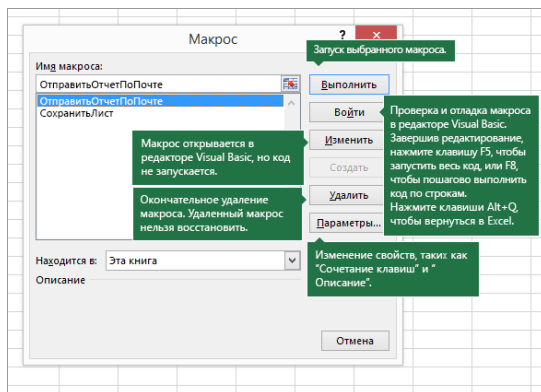 Макрос
?
×
Запуск выбранного макроса.
Имя макроса:
ОтправитьОтчетПоПочте
Выполнить
ОтправитьОтчетПоПочте
СохранитьЛист
Войти
Проверка и отладка макроса
в редакторе Visual Basic.
Завершив редактирование,
нажмите клавишу F5, чтобы
запустить весь код, или F8,
чтобы пошагово выполнить
код по строкам.
Нажмите клавиши Alt+Q,
чтобы вернуться в Excel.
Макрос открывается в
редакторе Visual Basic, но код
не запускается.
Изменить
Создать
Окончательное удаление
макроса. Удаленный макрос
нельзя восстановить.
Удалить
Параметры...
Изменение свойств, таких как
"Сочетание клавиш" и "
Описание".
Находится в:
Эта книга
Описание
Отмена